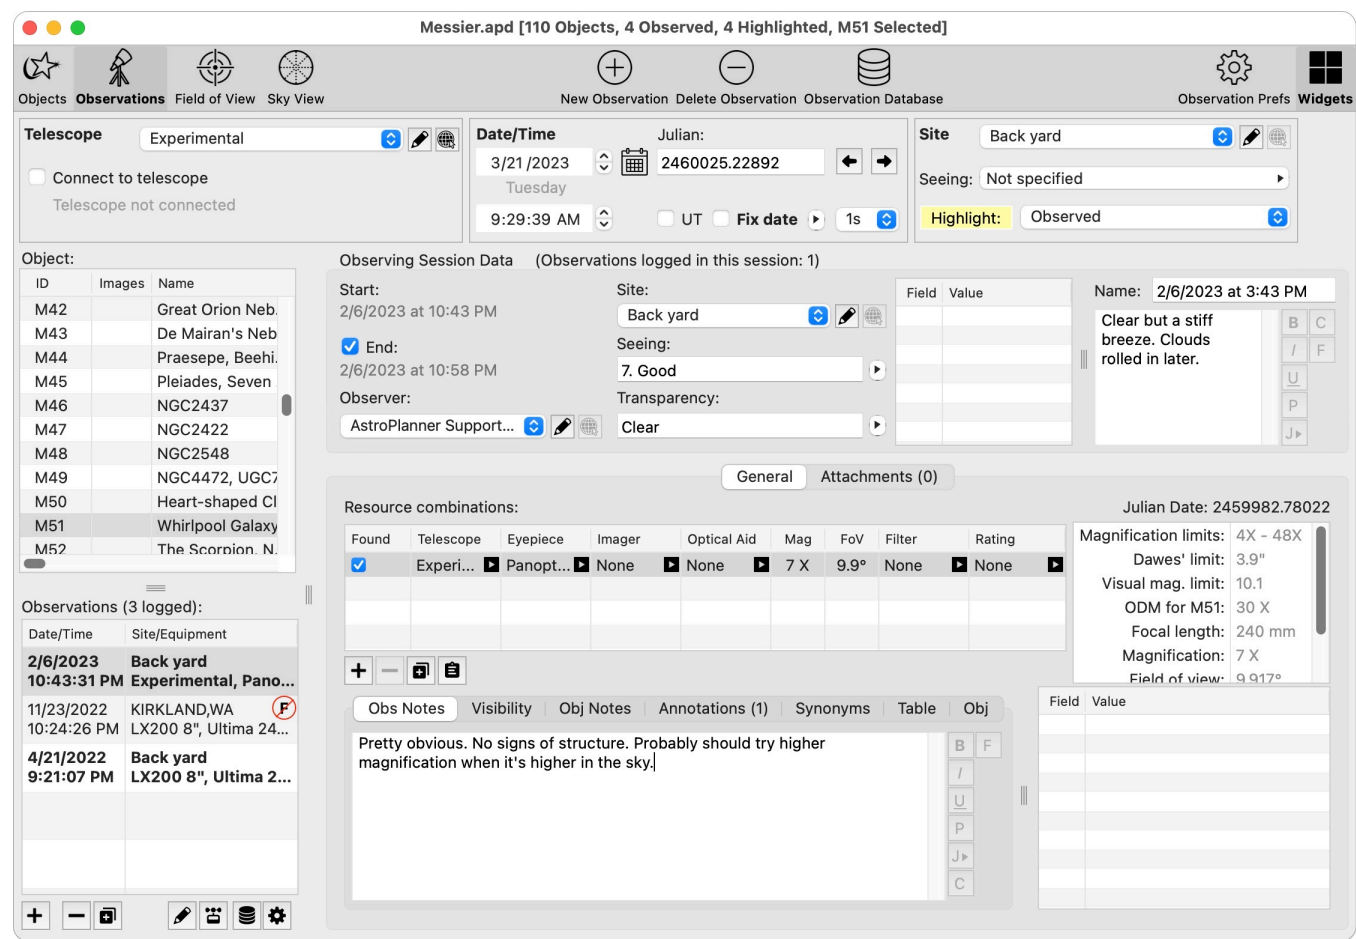 Messier.apd [110 Objects, 4 Observed, 4 Highlighted, M51 Selected]
Objects Observations Field of View Sky View New Observation Delete Observation Observation Database Observation Prefs Widgets
Telescope Experimental
Connect to telescope
Telescope not connected
Date/Time Julian:
3/21/2023 2460025.22892
Tuesday
9:29:39 AM UT Fix date 1s
Site Back yard
Seeing: Not specified
Highlight: Observed
Object:
ID Images Name
M42 Great Orion Neb.
M43 De Mairan's Neb
M44 Praesepe, Beehi.
M45 Pleiades, Seven
M46 NGC2437
M47 NGC2422
M48 NGC2548
M49 NGC4472, UGC7
M50 Heart-shaped Cl
M51 Whirlpool Galaxy
M52 The Scorpion, N.
Observations (3 logged):
Date/Time Site/Equipment
2/6/2023 Back yard
10:43:31 PM Experimental, Pano...
11/23/2022 KIRKLAND,WA F
10:24:26 PM LX200 8", Ultima 24...
4/21/2022 Back yard
9:21:07 PM LX200 8", Ultima 2...
Observing Session Data (Observations logged in this session: 1)
Start:
2/6/2023 at 10:43 PM
End:
2/6/2023 at 10:58 PM
Observer:
AstroPlanner Support...
Site:
Back yard
Seeing:
7. Good
Transparency:
Clear
Field Value
Name: 2/6/2023 at 3:43 PM
Clear but a stiff
breeze. Clouds
rolled in later.
B C
I F
U
P
J
General Attachments (0)
Resource combinations:
Julian Date: 2459982.78022
Found Telescope Eyepiece Imager Optical Aid Mag FoV Filter Rating
Experi... Panopt... None None 7 X 9.9° None None
Magnification limits: 4X - 48X
Dawes' limit: 3.9"
Visual mag. limit: 10.1
ODM for M51: 30 X
Focal length: 240 mm
Magnification: 7 X
Field of view: 9.917°
Obs Notes Visibility Obj Notes Annotations (1) Synonyms Table Obj
Pretty obvious. No signs of structure. Probably should try higher
magnification when it's higher in the sky.
B F
I
U
P
J
C
Field Value